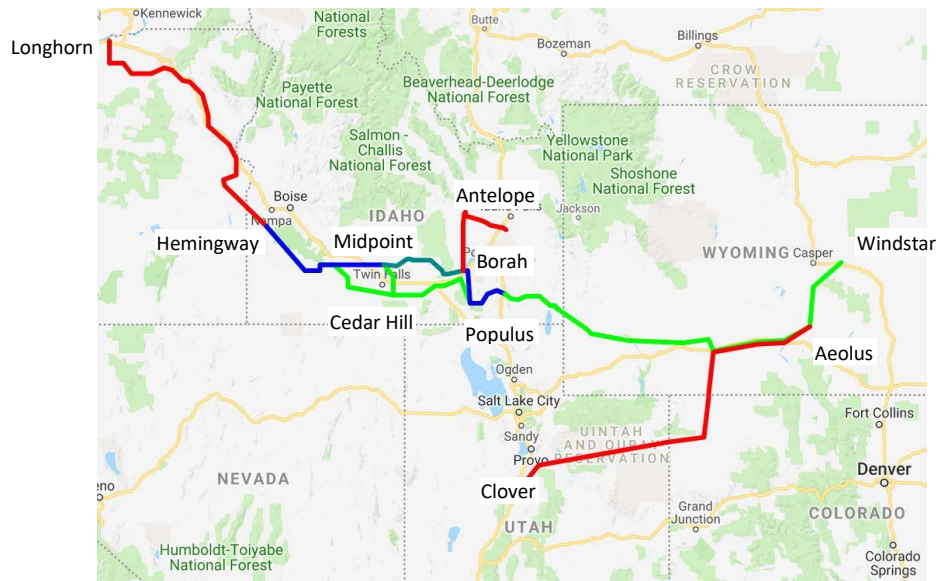 Kennewick
Longhorn
National
Forests
Butte
Bozeman
Billings
CROW
RESERVATION
Payette
National Forest
Beaverhead-Deerlodge
National Forest
Salmon -
Challis
National Forest
Yellowstone
National Park
Shoshone
National Forest
Boise
Nampa
IDAHO
Antelope
Jackson
Hemingway
Midpoint
Borah
WYOMING
Casper
Windstar
Twin Falls
Cedar Hill
Populus
Aeolus
Ogden
Salt Lake City
Sandy
Provo
UINTAH
AND OURAY
RESERVATION
Fort Collins
Clover
NEVADA
Denver
Grand
Junction
COLORADO
UTAH
Humboldt-Toiyabe
National Forest
Colorado
Springs